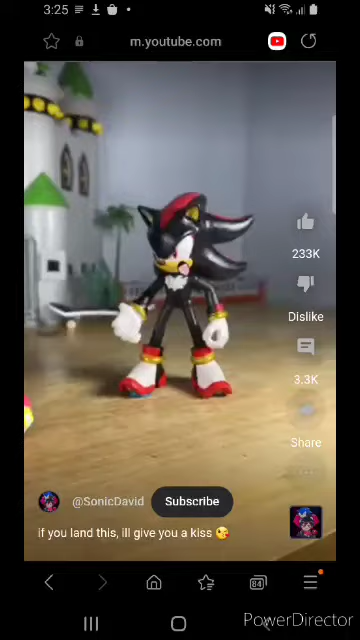 3:25
m.youtube.com
233K
Dislike
3.3K
Share
@SonicDavid
Subscribe
if you land this, ill give you a kiss 😘
84
PowerDirector